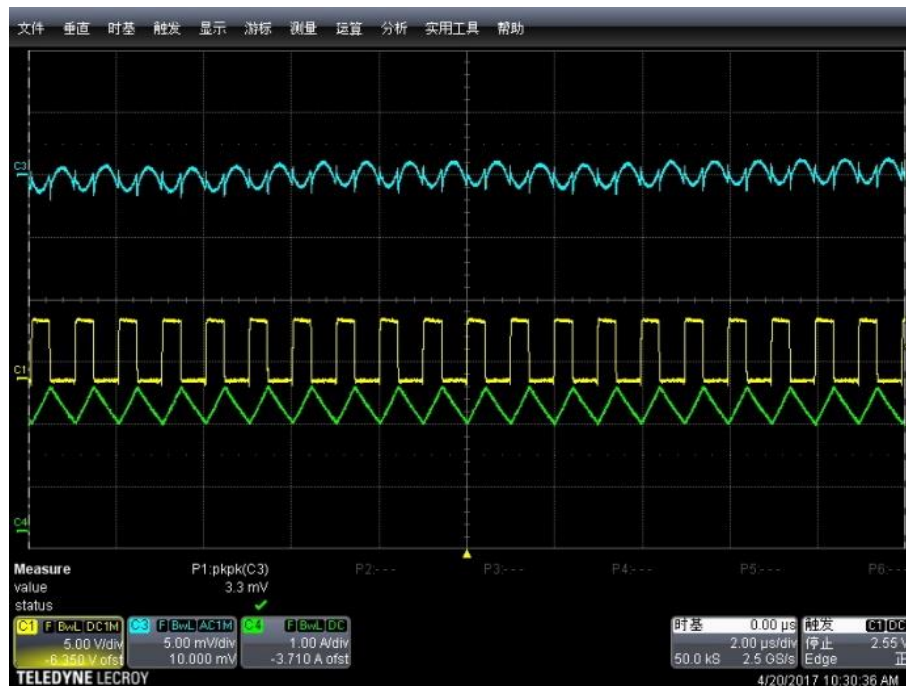 文件 垂直 时基 触发 显示 游标 测量 运算 分析 实用工具 帮助
C3
C1
C4
Measure P1:pkpk(C3) P2:--- P3:--- P4:--- P5:--- P6:---
value 3.3 mV
status
C1 F BwL DC1M C3 F BwL AC1M C4 F BwL DC 时基 0.00 µs 触发 C1 DC
5.00 V/div 5.00 mV/div 1.00 A/div 2.00 µs/div 停止 2.55 V
-6.350 V ofst 10.000 mV -3.710 A ofst 50.0 kS 2.5 GS/s Edge 正
TELEDYNE LECROY 4/20/2017 10:30:36 AM